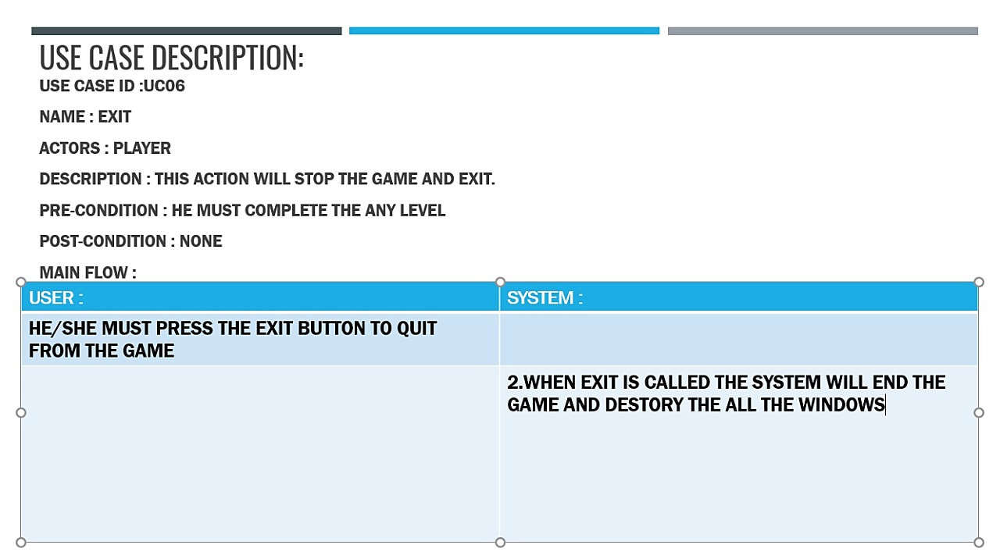 USE CASE DESCRIPTION:
USE CASE ID :UC06
NAME : EXIT
ACTORS : PLAYER
DESCRIPTION : THIS ACTION WILL STOP THE GAME AND EXIT.
PRE-CONDITION : HE MUST COMPLETE THE ANY LEVEL
POST-CONDITION : NONE
MAIN FLOW :
USER :
SYSTEM :
HE/SHE MUST PRESS THE EXIT BUTTON TO QUIT
FROM THE GAME
2.WHEN EXIT IS CALLED THE SYSTEM WILL END THE
GAME AND DESTORY THE ALL THE WINDOWS